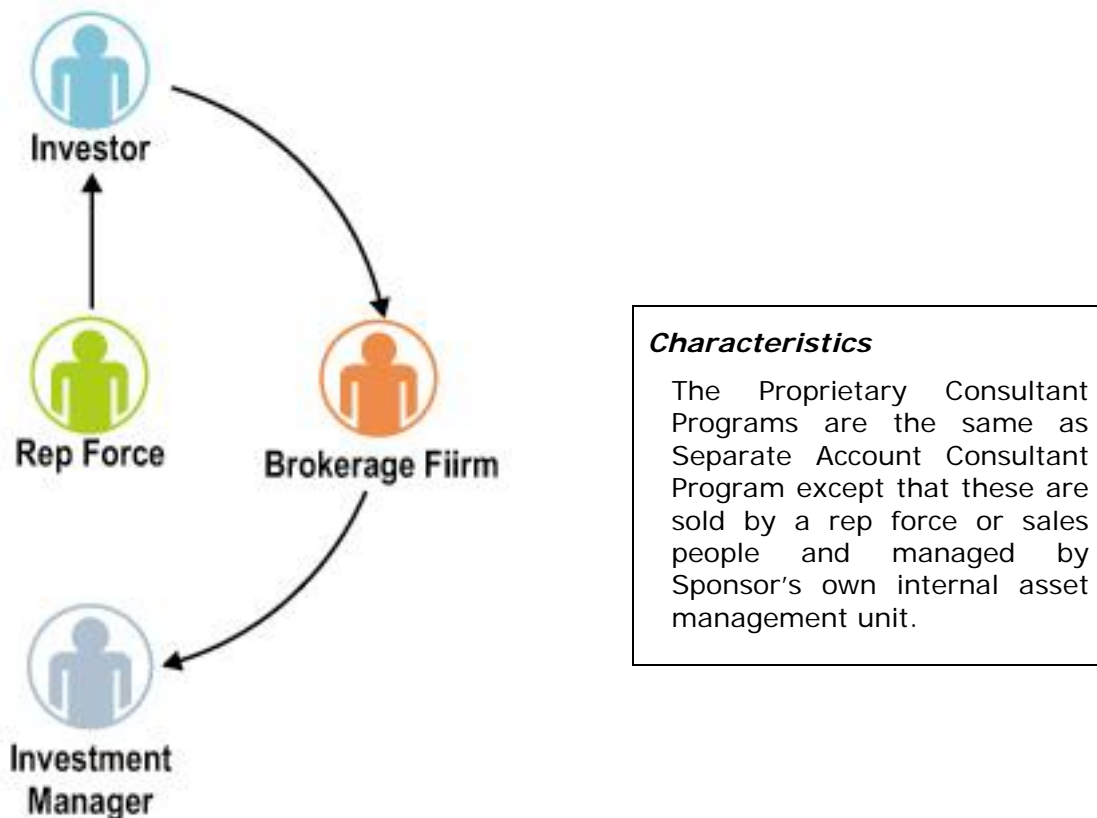 Investor
Rep Force
Brokerage Fiirm
Investment
Manager
Characteristics
The Proprietary Consultant
Programs are the same as
Separate Account Consultant
Program except that these are
sold by a rep force or sales
people and managed by
Sponsor's own internal asset
management unit.